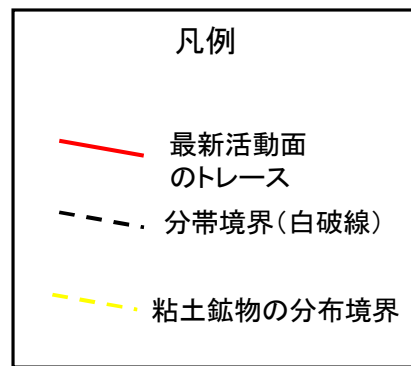 凡例
最新活動面
のトレース
分帯境界（白破線）
粘土鉱物の分布境界